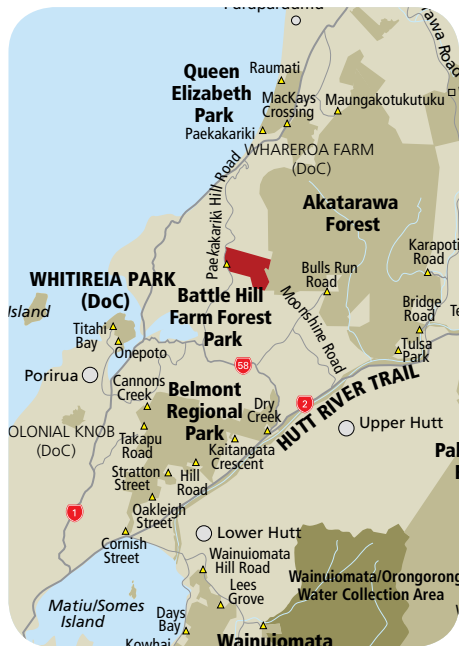 Paraparaumu
Raumati
Queen
Elizabeth
Park
MacKays
Crossing
Maungakotukutuku
Paekakariki
WHAREROA FARM
(DoC)
Paekakariki Hill Road
Akatarawa
Forest
Karapoti
Road
Bulls Run
Road
WHITIREIA PARK
(DoC)
Island
Battle Hill
Farm Forest
Park
Moonshine Road
Bridge
Road
Titahi
Bay
Onepoto
Tulsa
Park
58
Porirua
Cannons
Creek
Belmont
Regional
Park
Dry
Creek
2
HUTT RIVER TRAIL
Upper Hutt
OLONIAL KNOB
(DoC)
Takapu
Road
Kaitangata
Crescent
Stratton
Street
Hill
Road
Oakleigh
Street
1
Cornish
Street
Lower Hutt
Wainuiomata
Hill Road
Lees
Grove
Wainuiomata/Orongorong
Water Collection Area
Matiu/Somes
Island
Days
Bay
Kowhai
Wainuiomata